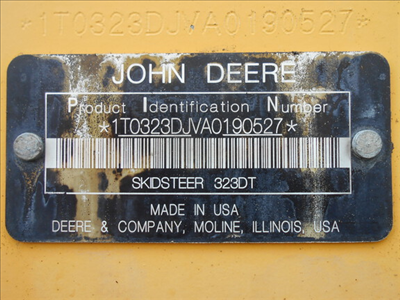 *1T0323DJVA0190527*
JOHN DEERE
Product Identification Number
*1T0323DJVA0190527*
SKIDSTEER 323DT
MADE IN USA
DEERE & COMPANY, MOLINE, ILLINOIS, USA